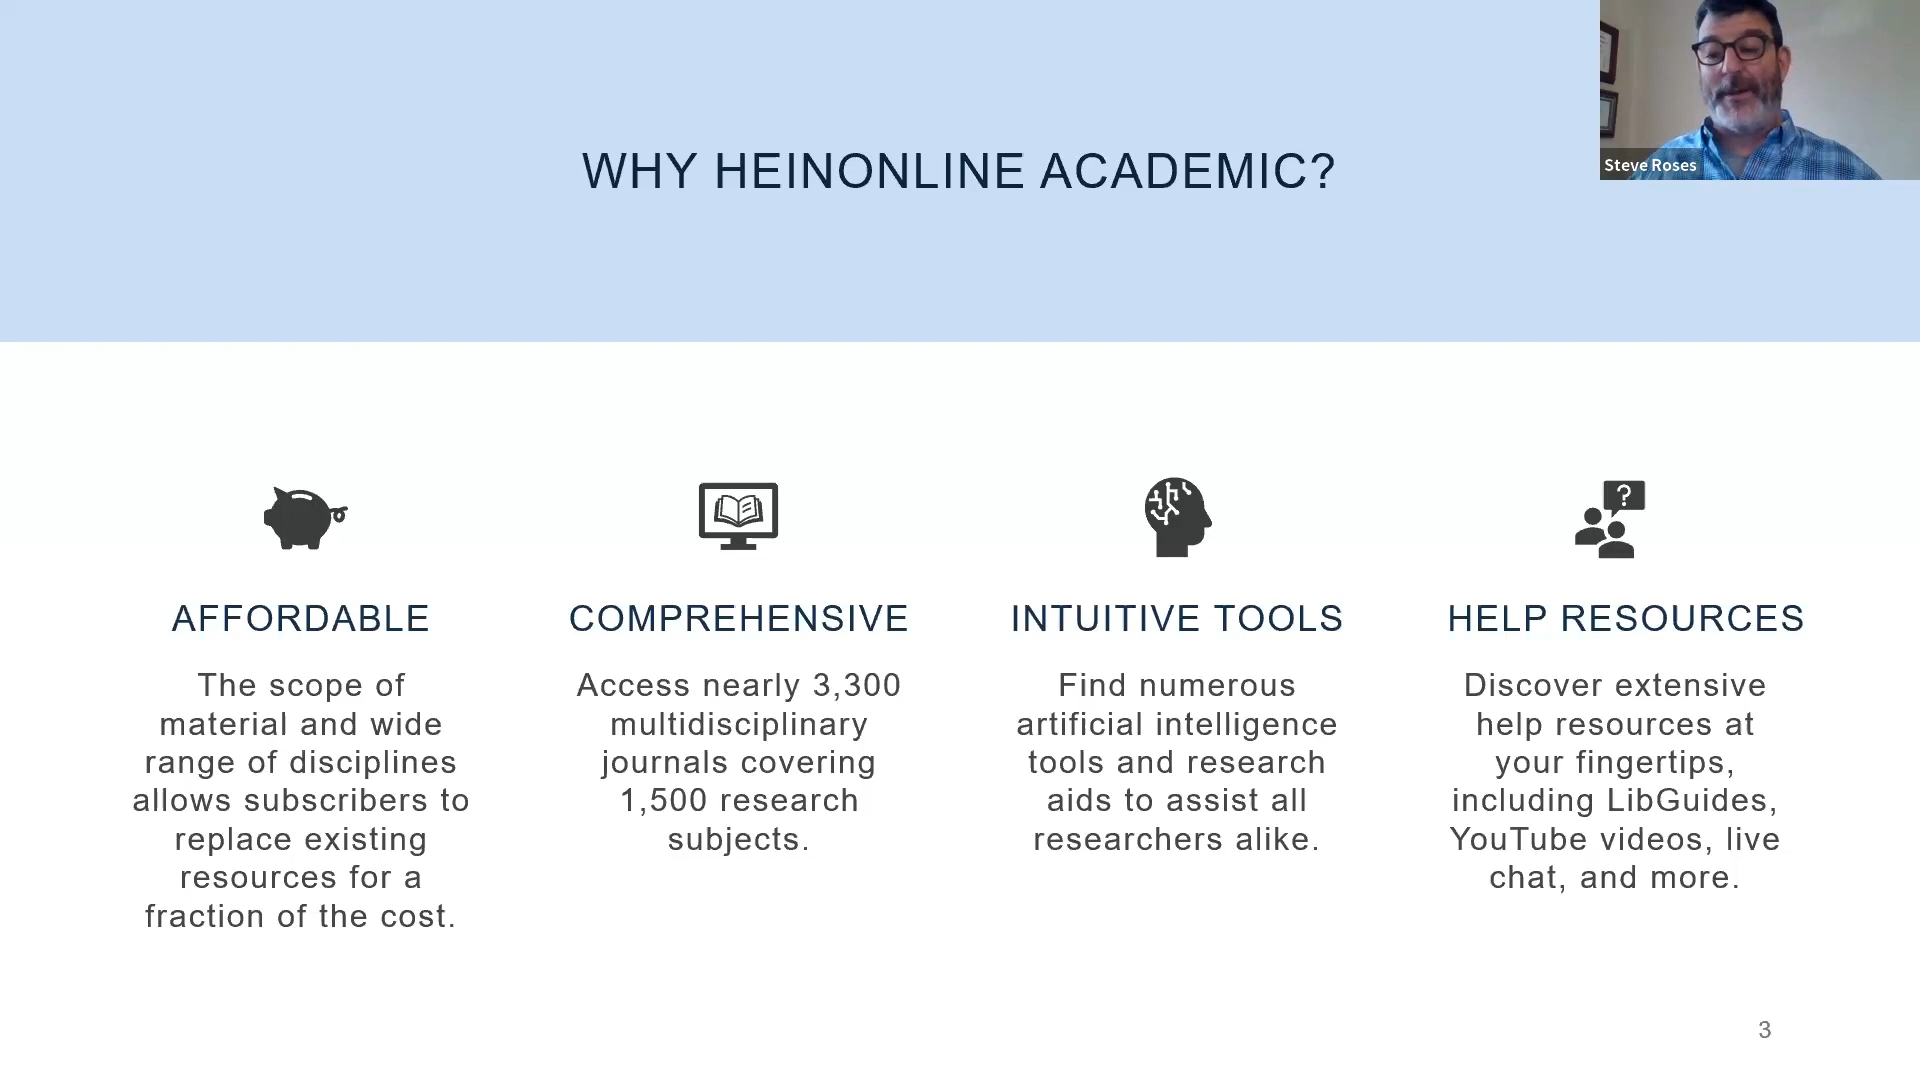 WHY HEINONLINE ACADEMIC?
Steve Roses
AFFORDABLE
The scope of
material and wide
range of disciplines
allows subscribers to
replace existing
resources for a
fraction of the cost.
COMPREHENSIVE
Access nearly 3,300
multidisciplinary
journals covering
1,500 research
subjects.
INTUITIVE TOOLS
Find numerous
artificial intelligence
tools and research
aids to assist all
researchers alike.
HELP RESOURCES
Discover extensive
help resources at
your fingertips,
including LibGuides,
YouTube videos, live
chat, and more.
3